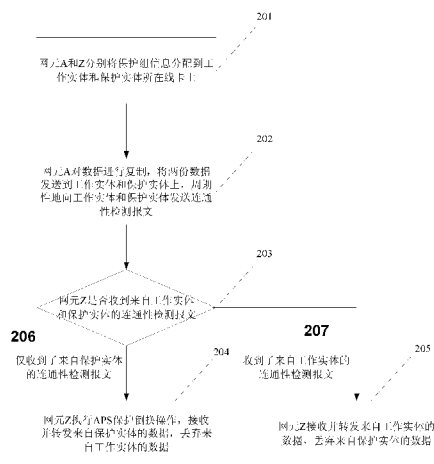 201
网元A和Z分别将保护组信息分配到工
作实体和保护实体所在线卡上
202
网元A对数据进行复制，将两份数据
发送到工作实体和保护实体上，周期
性地向工作实体和保护实体发送连通
性检测报文
203
网元Z是否收到来自工作实体
和保护实体的连通性检测报文
206
207
仅收到了来自保护实体
的连通性检测报文
204
收到了来自工作实体的
连通性检测报文
205
网元Z执行APS保护倒换操作，接收
并转发来自保护实体的数据，丢弃来
自工作实体的数据
网元Z接收并转发来自工作实体的
数据，丢弃来自保护实体的数据